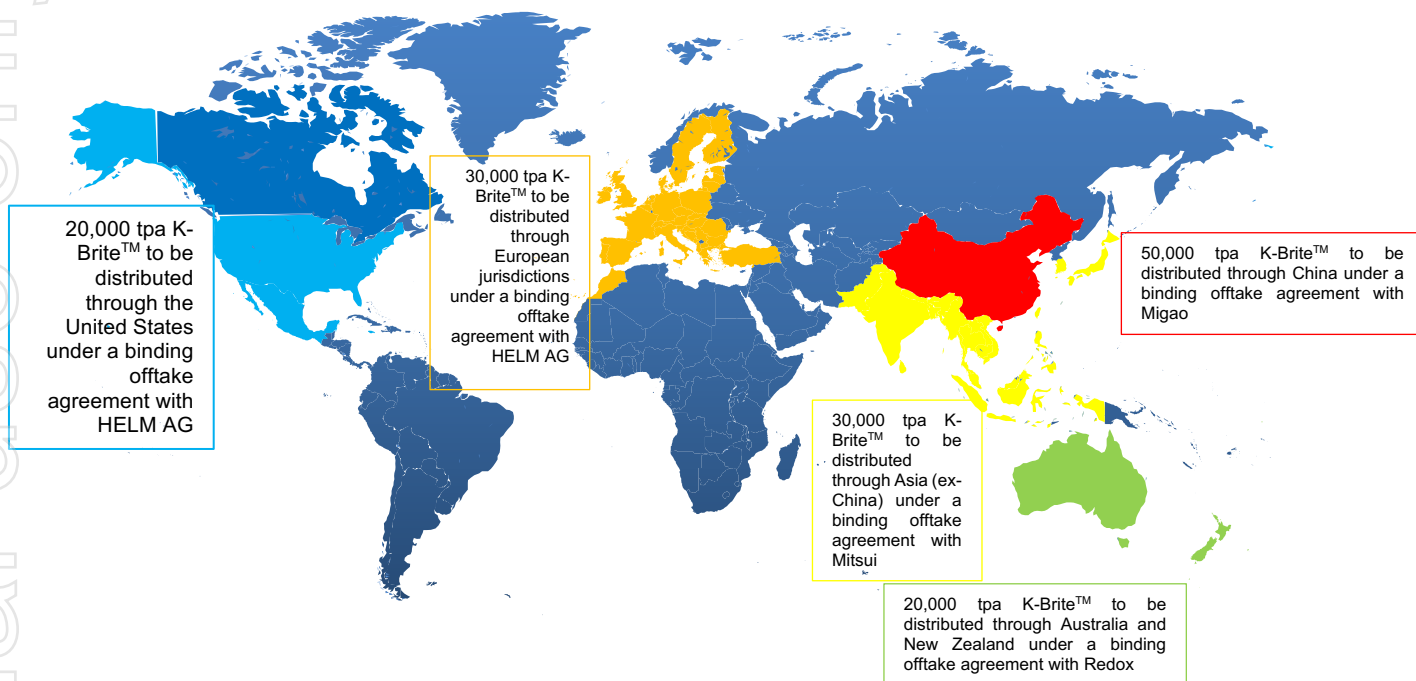 20,000 tpa K-
Brite™ to be
distributed
through the
United States
under a binding
offtake
agreement with
HELM AG
30,000 tpa K-
Brite™ to be
distributed
through
European
jurisdictions
under a binding
offtake
agreement with
HELM AG
50,000 tpa K-Brite™ to be
distributed through China under a
binding offtake agreement with
Migao
30,000 tpa K-
Brite™ to be
distributed
through Asia (ex-
China) under a
binding offtake
agreement with
Mitsui
20,000 tpa K-Brite™ to be
distributed through Australia and
New Zealand under a binding
offtake agreement with Redox